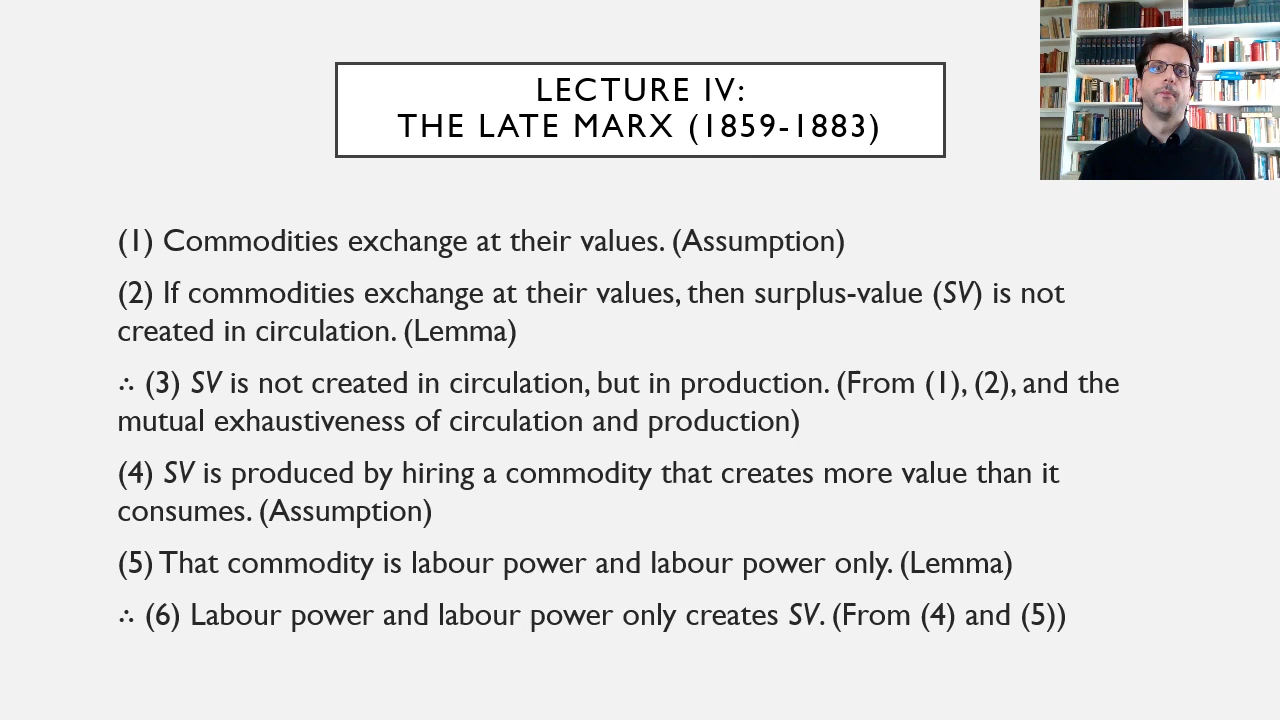 LECTURE IV:
THE LATE MARX (1859-1883)
(1) Commodities exchange at their values. (Assumption)
(2) If commodities exchange at their values, then surplus-value (SV) is not
created in circulation. (Lemma)
∴ (3) SV is not created in circulation, but in production. (From (1), (2), and the
mutual exhaustiveness of circulation and production)
(4) SV is produced by hiring a commodity that creates more value than it
consumes. (Assumption)
(5) That commodity is labour power and labour power only. (Lemma)
∴ (6) Labour power and labour power only creates SV. (From (4) and (5))